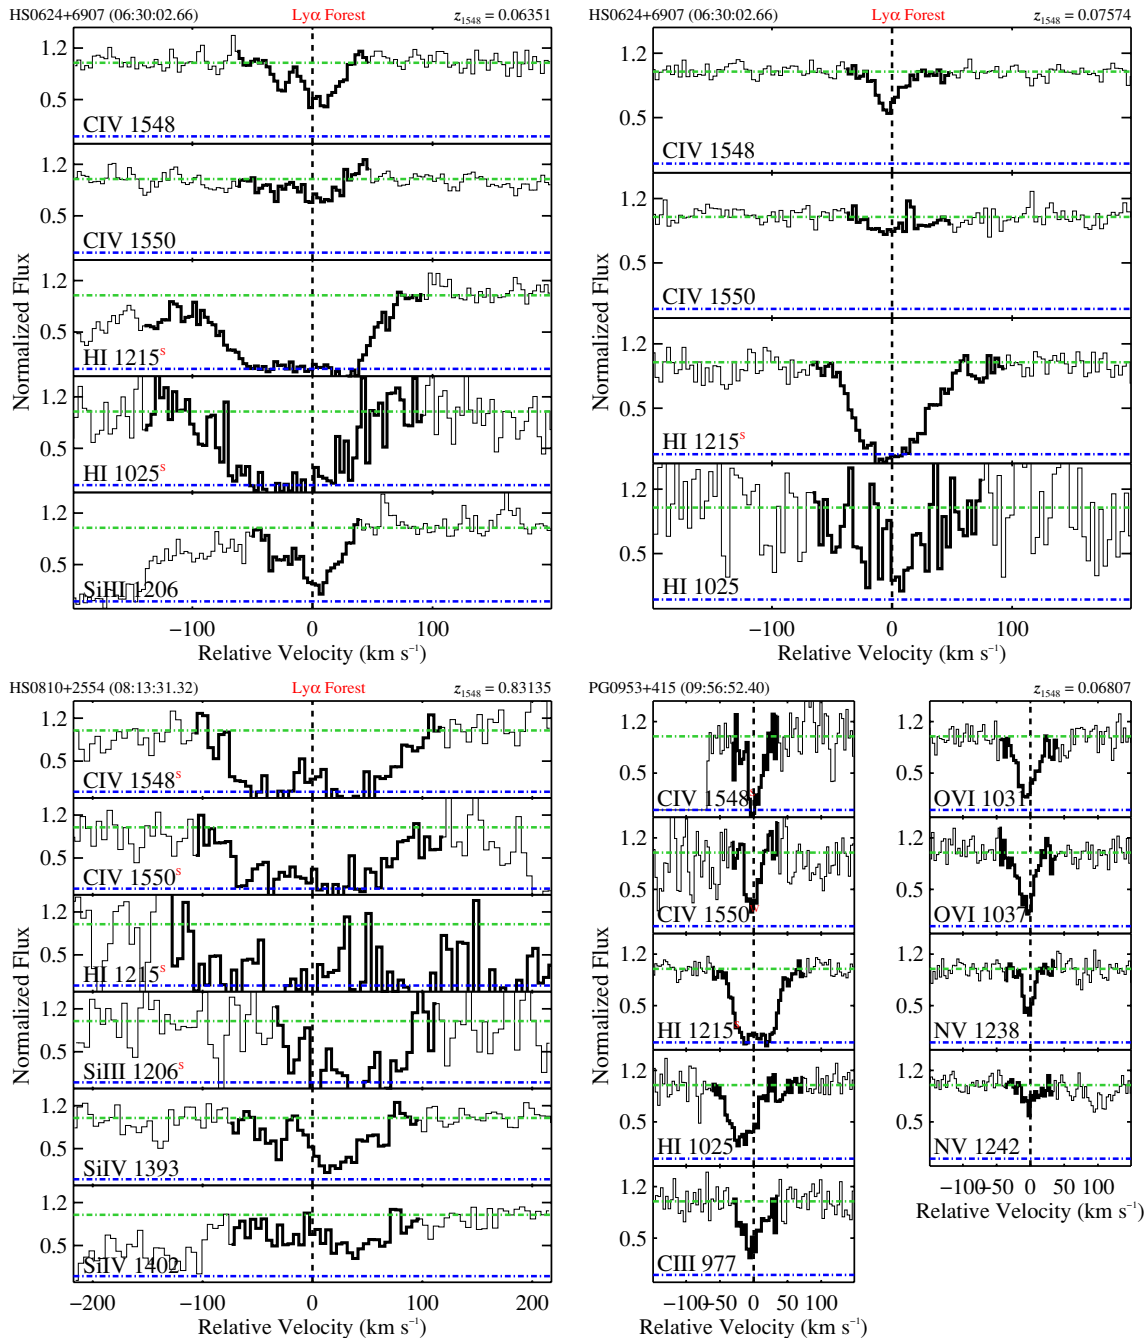 HS0624+6907 (06:30:02.66) Lyα Forest z1548 = 0.06351
1.2
0.5
CIV 1548
1.2
0.5
CIV 1550
1.2
0.5
HI 1215s
1.2
0.5
HI 1025s
1.2
0.5
SiIII 1206
Normalized Flux
−100 0 100
Relative Velocity (km s−1)
HS0624+6907 (06:30:02.66) Lyα Forest z1548 = 0.07574
1.2
0.5
CIV 1548
1.2
0.5
CIV 1550
1.2
0.5
HI 1215s
1.2
0.5
HI 1025
Normalized Flux
−100 0 100
Relative Velocity (km s−1)
HS0810+2554 (08:13:31.32) Lyα Forest z1548 = 0.83135
1.2
0.5
CIV 1548s
1.2
0.5
CIV 1550s
1.2
0.5
HI 1215s
1.2
0.5
SiIII 1206s
1.2
0.5
SiIV 1393
1.2
0.5
SiIV 1402
Normalized Flux
−200 −100 0 100 200
Relative Velocity (km s−1)
PG0953+415 (09:56:52.40) z1548 = 0.06807
1.2
0.5
CIV 1548s
1.2
0.5
CIV 1550s
1.2
0.5
HI 1215s
1.2
0.5
HI 1025
1.2
0.5
CIII 977
Normalized Flux
−100−50 0 50 100
Relative Velocity (km s−1)
1.2
0.5
OVI 1031
1.2
0.5
OVI 1037
1.2
0.5
NV 1238
1.2
0.5
NV 1242
−100−50 0 50 100
Relative Velocity (km s−1)